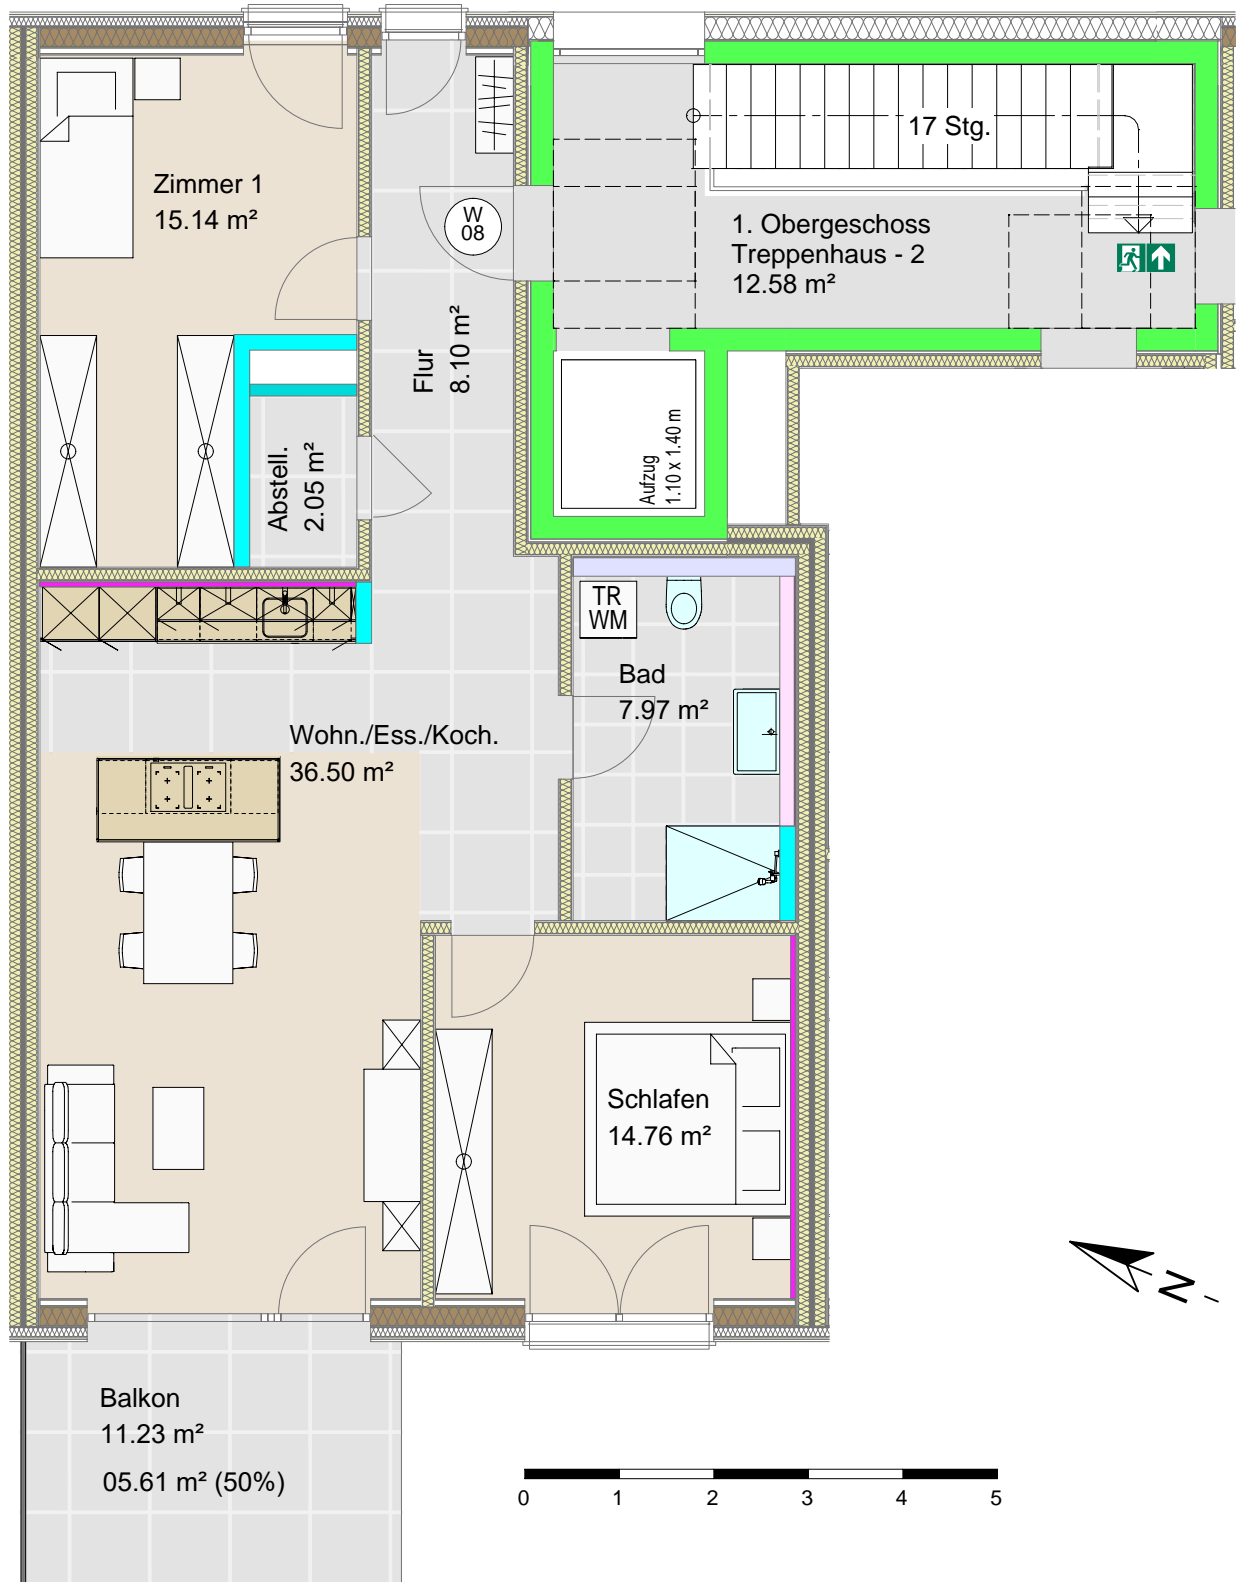 17 Stg.
Zimmer 1
15.14 m²
W
08
1. Obergeschoss
Treppenhaus - 2
12.58 m²
Flur
8.10 m²
Abstell.
2.05 m²
Aufzug
1.10 x 1.40 m
TR
WM
Bad
7.97 m²
Wohn./Ess./Koch.
36.50 m²
Schlafen
14.76 m²
N
Balkon
11.23 m²
05.61 m² (50%)
0 1 2 3 4 5